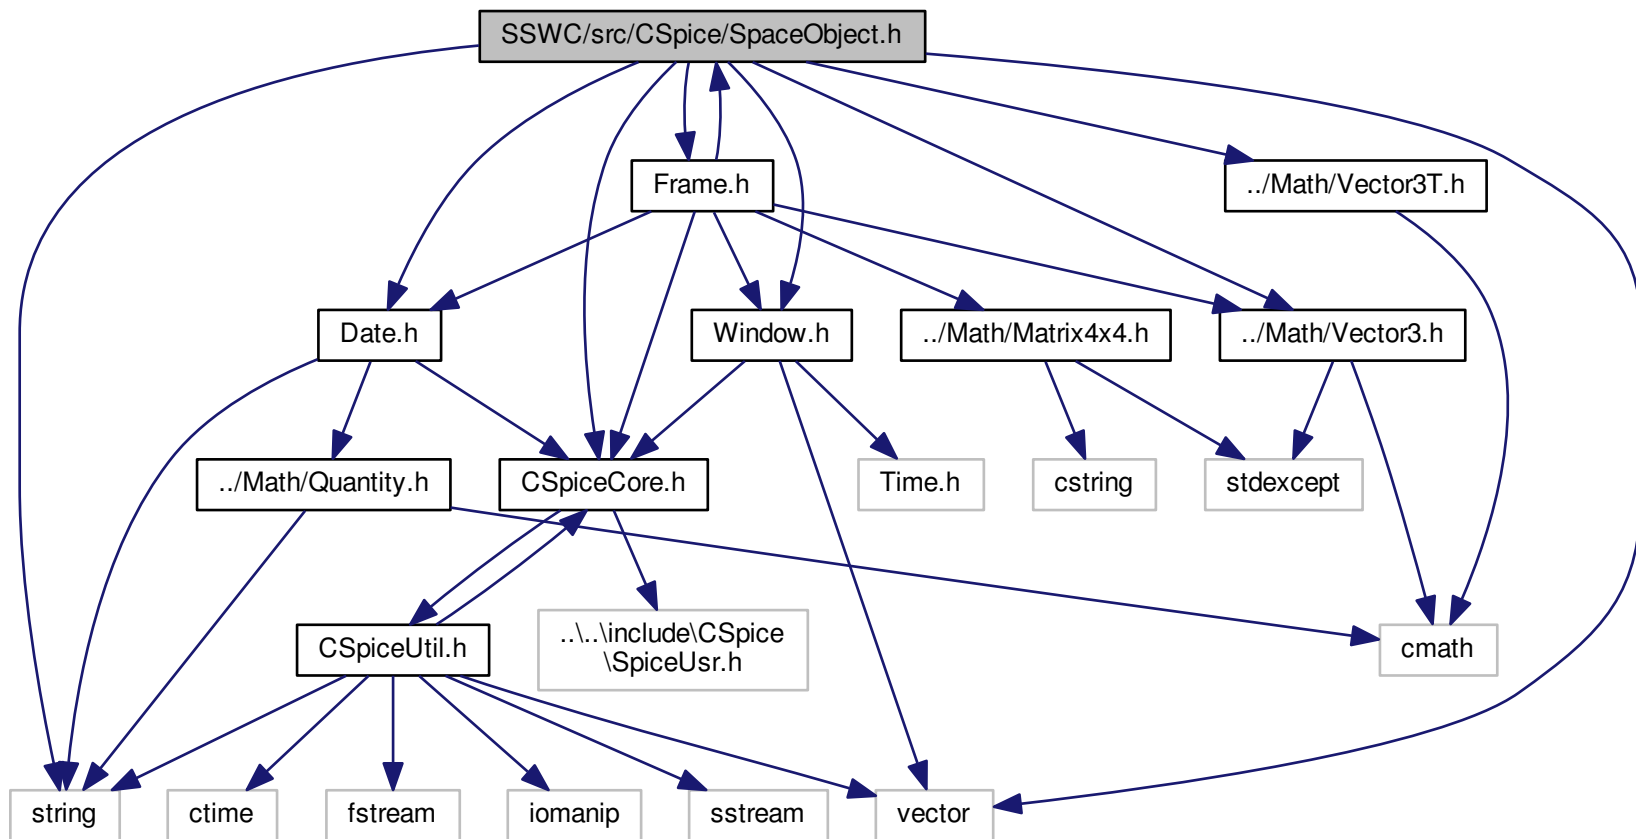 SSWC/src/CSpice/SpaceObject.h
Frame.h
../Math/Vector3T.h
Date.h
Window.h
../Math/Matrix4x4.h
../Math/Vector3.h
../Math/Quantity.h
CSpiceCore.h
Time.h
cstring
stdexcept
CSpiceUtil.h
..\..\include\CSpice
\SpiceUsr.h
cmath
string
ctime
fstream
iomanip
sstream
vector